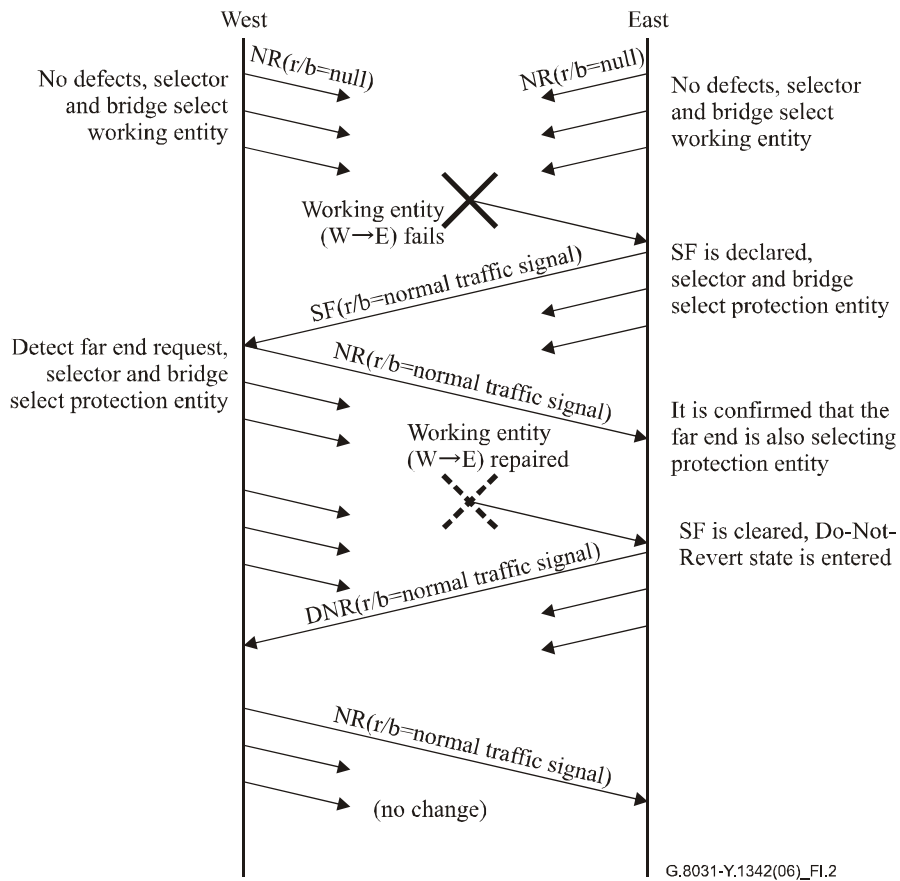 West
East
NR(r/b=null)
NR(r/b=null)
No defects, selector
and bridge select
working entity
No defects, selector
and bridge select
working entity
Working entity
(W→E) fails
SF is declared,
selector and bridge
select protection entity
SF(r/b=normal traffic signal)
Detect far end request,
selector and bridge
select protection entity
NR(r/b=normal traffic signal)
It is confirmed that the
far end is also selecting
protection entity
Working entity
(W→E) repaired
SF is cleared, Do-Not-
Revert state is entered
DNR(r/b=normal traffic signal)
NR(r/b=normal traffic signal)
(no change)
G.8031-Y.1342(06)_FI.2